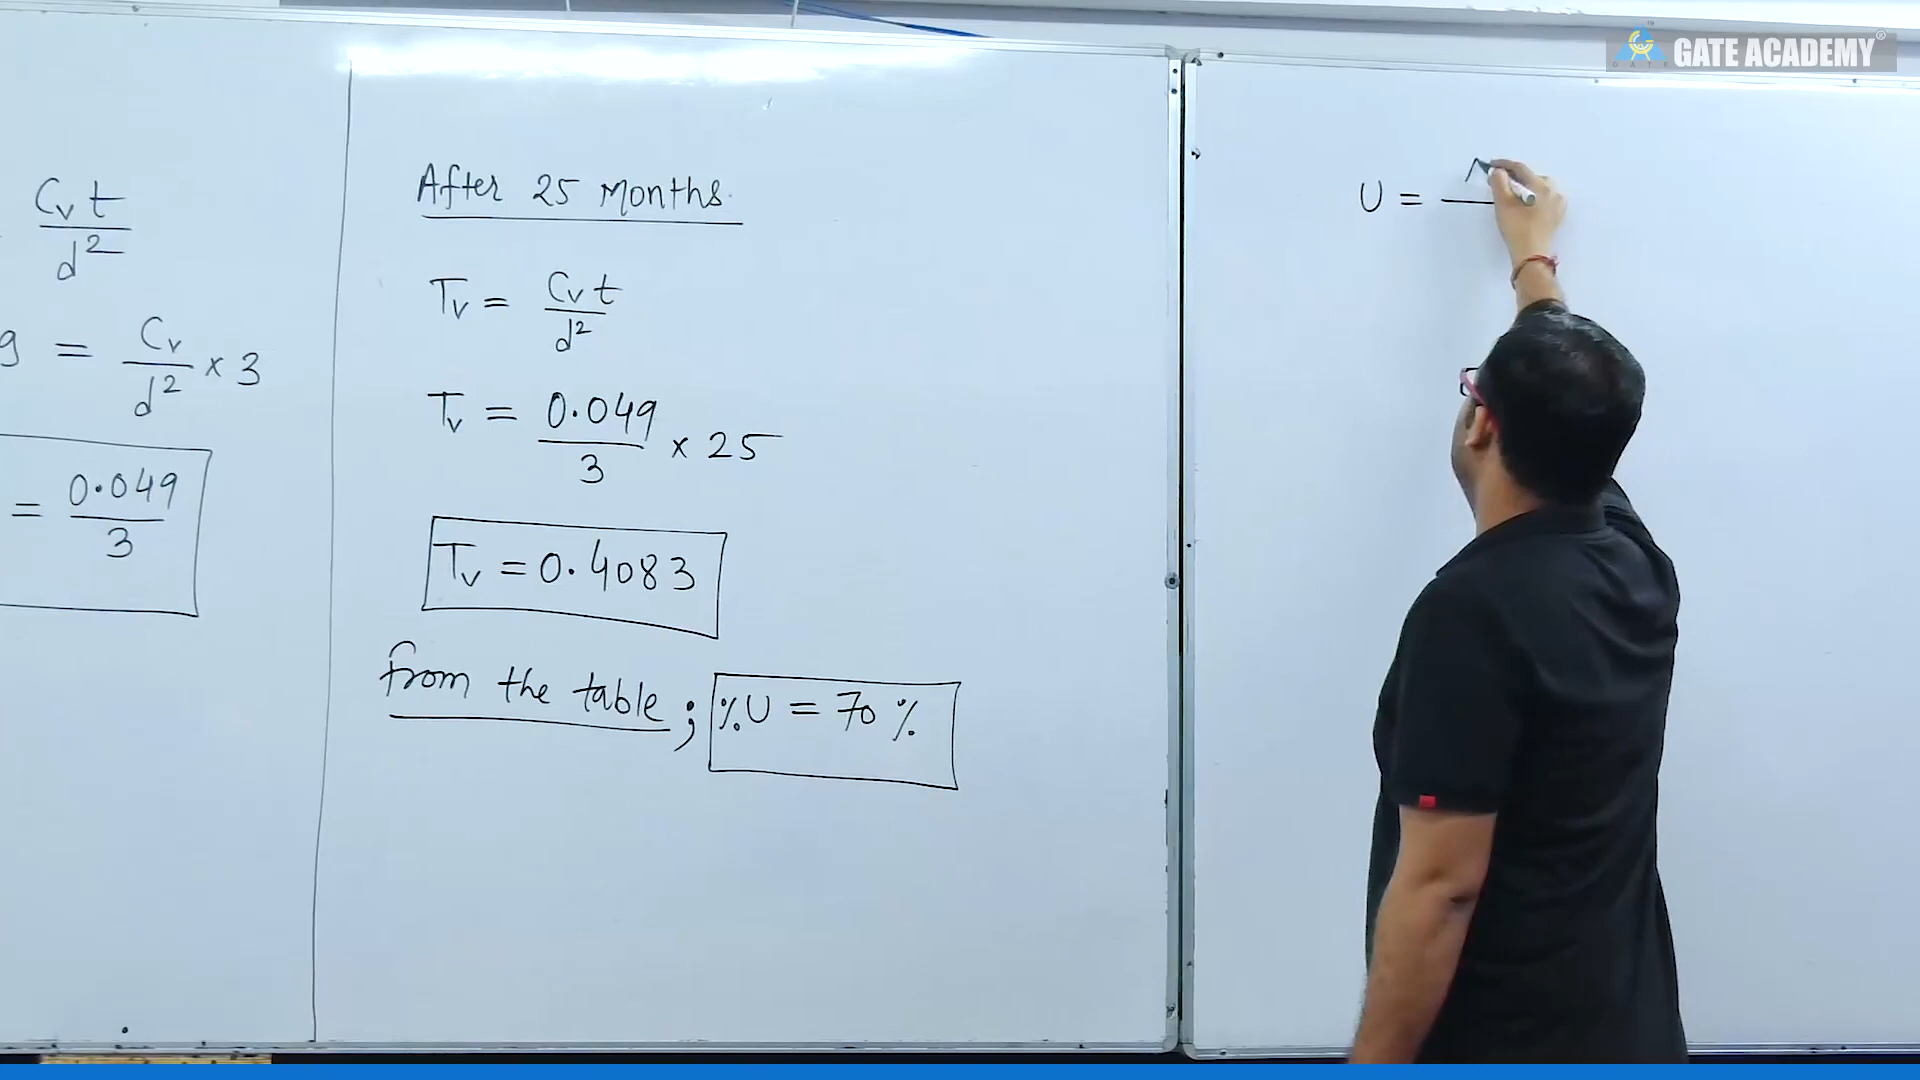 GATE ACADEMY®
Cv t / d²
9 = Cv / d² × 3
= 0.049 / 3
After 25 Months.
Tv = Cv t / d²
Tv = 0.049 / 3 × 25
Tv = 0.4083
from the table ; % U = 70 %
U =